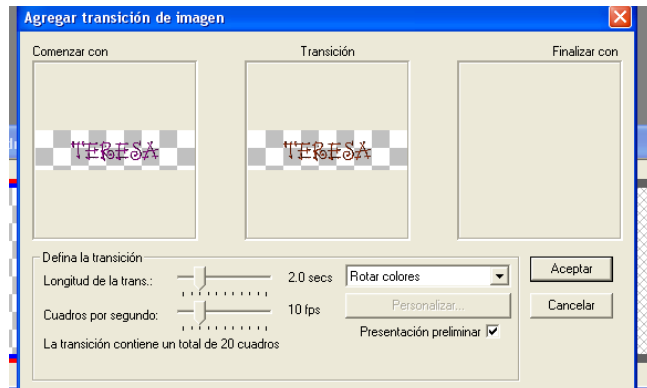 Agregar transición de imagen
Comenzar con
Transición
Finalizar con
TERESA
TERESA
Defina la transición
Longitud de la trans.:
2.0 secs
Rotar colores
Aceptar
Cuadros por segundo:
10 fps
Personalizar...
Cancelar
Presentación preliminar
La transición contiene un total de 20 cuadros